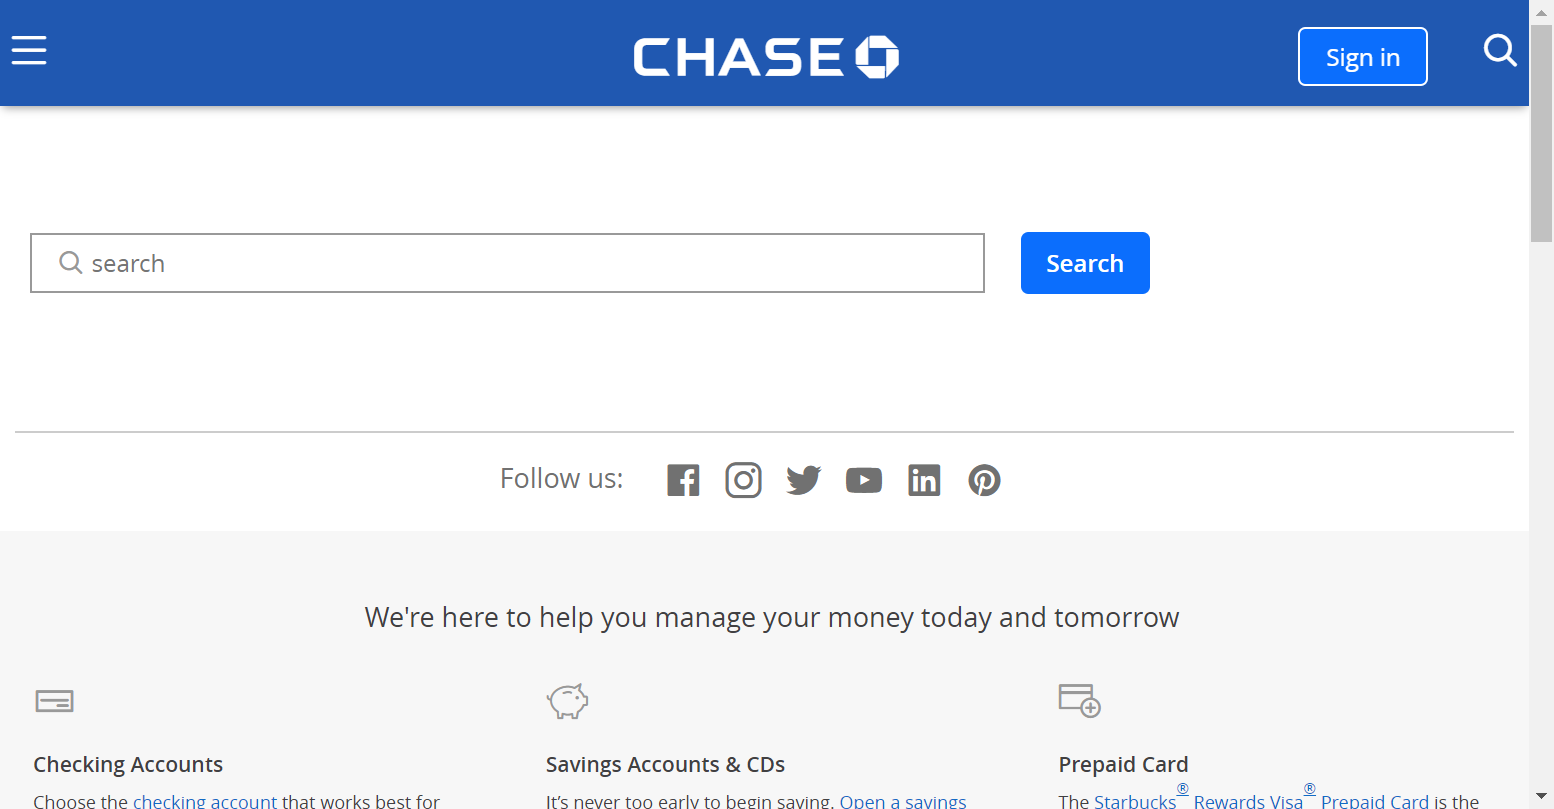 CHASE
Sign in
search
Search
Follow us:
We're here to help you manage your money today and tomorrow
Checking Accounts
Choose the checking account that works best for
Savings Accounts & CDs
It’s never too early to begin saving. Open a savings
Prepaid Card
The Starbucks® Rewards Visa® Prepaid Card is the